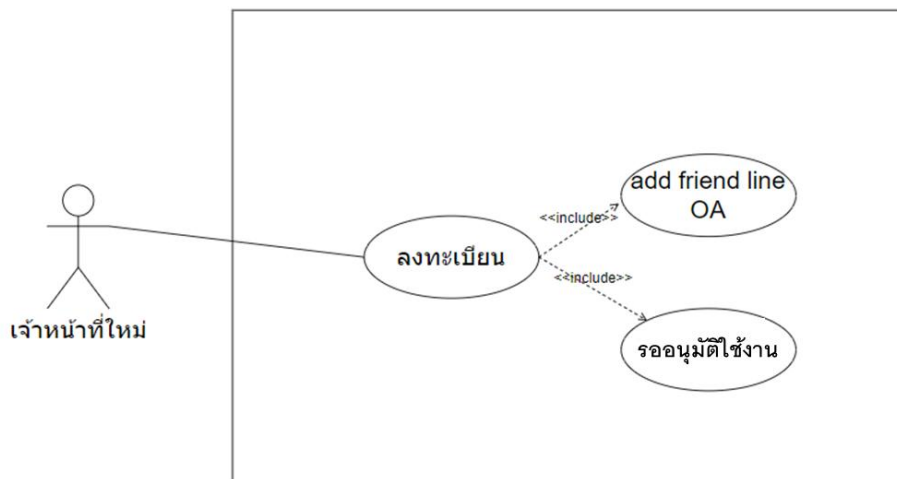 add friend line
OA
<<include>>
ลงทะเบียน
<<include>>
เจ้าหน้าที่ใหม่
รออนุมัติใช้งาน